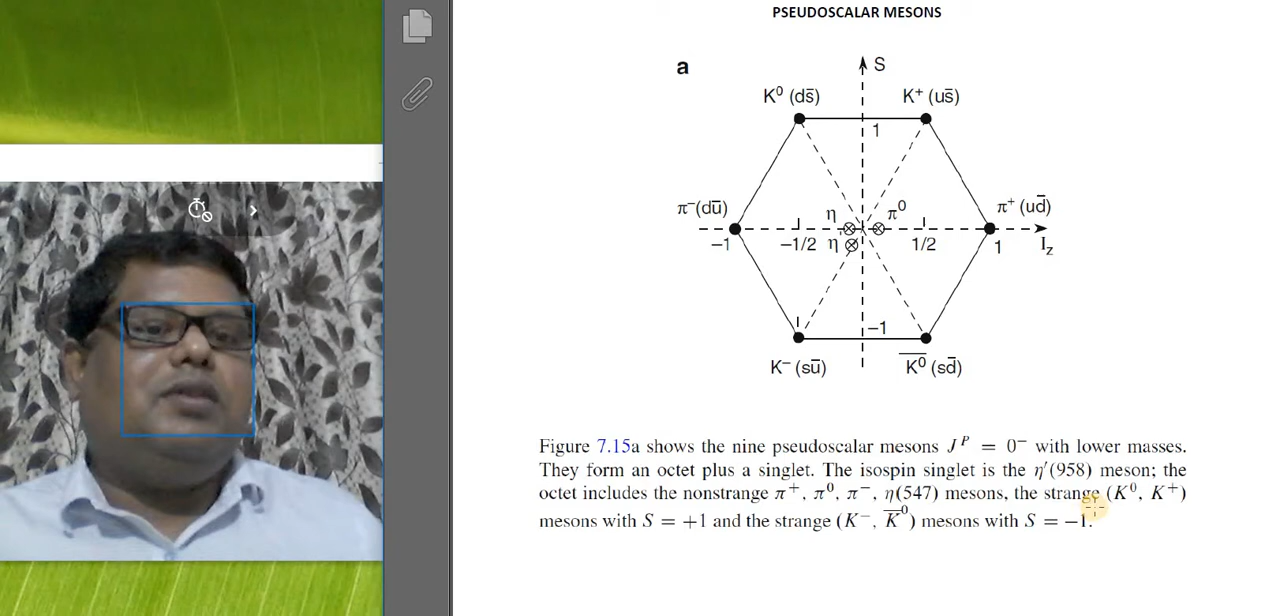 PSEUDOSCALAR MESONS
a
S
K⁰ (ds̄)
K⁺ (us̄)
1
π⁻(dū)
η
π⁰
π⁺ (ud̄)
−1
−1/2
η
1/2
1
I_z
−1
K⁻ (sū)
K̅⁰ (sd̄)
Figure 7.15a shows the nine pseudoscalar mesons J^P = 0⁻ with lower masses.
They form an octet plus a singlet. The isospin singlet is the η′(958) meson; the
octet includes the nonstrange π⁺, π⁰, π⁻, η(547) mesons, the strange (K⁰, K⁺)
mesons with S = +1 and the strange (K⁻, K̅⁰) mesons with S = −1.